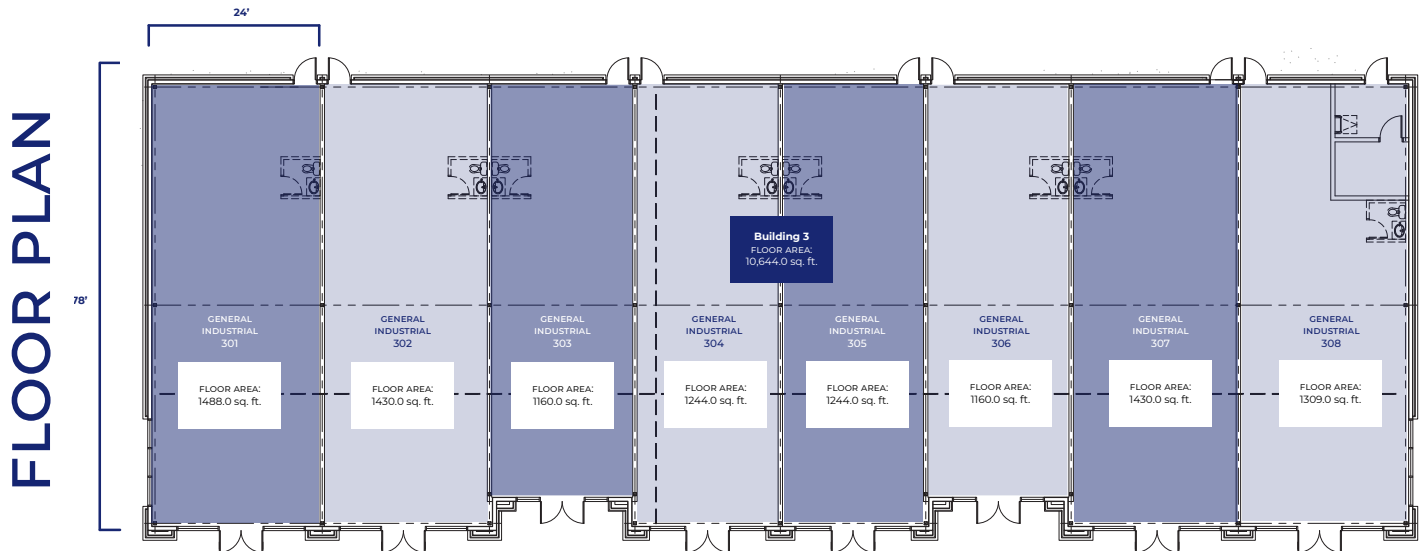 24'
FLOOR PLAN
78'
Building 3
FLOOR AREA:
10,644.0 sq. ft.
GENERAL
INDUSTRIAL
301
FLOOR AREA:
1488.0 sq. ft.
GENERAL
INDUSTRIAL
302
FLOOR AREA:
1430.0 sq. ft.
GENERAL
INDUSTRIAL
303
FLOOR AREA:
1160.0 sq. ft.
GENERAL
INDUSTRIAL
304
FLOOR AREA:
1244.0 sq. ft.
GENERAL
INDUSTRIAL
305
FLOOR AREA:
1244.0 sq. ft.
GENERAL
INDUSTRIAL
306
FLOOR AREA:
1160.0 sq. ft.
GENERAL
INDUSTRIAL
307
FLOOR AREA:
1430.0 sq. ft.
GENERAL
INDUSTRIAL
308
FLOOR AREA:
1309.0 sq. ft.